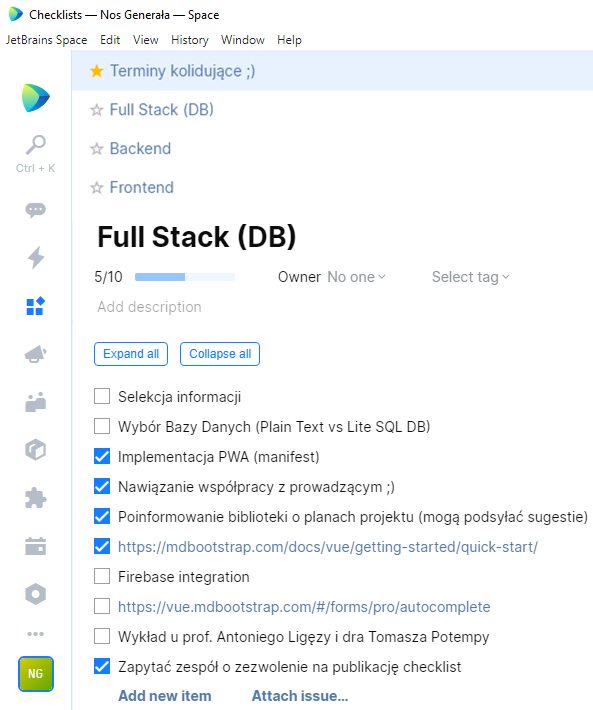 Checklists — Nos Generała — Space
JetBrains Space Edit View History Window Help
Terminy kolidujące ;)
Full Stack (DB)
Ctrl + K
Backend
Frontend
Full Stack (DB)
5/10 Owner No one Select tag
Add description
Expand all Collapse all
Selekcja informacji
Wybór Bazy Danych (Plain Text vs Lite SQL DB)
Implementacja PWA (manifest)
Nawiązanie współpracy z prowadzącym ;)
Poinformowanie biblioteki o planach projektu (mogą podsyłać sugestie)
https://mdbootstrap.com/docs/vue/getting-started/quick-start/
Firebase integration
https://vue.mdbootstrap.com/#/forms/pro/autocomplete
Wykład u prof. Antoniego Ligęzy i dra Tomasza Potempy
Zapytać zespół o zezwolenie na publikację checklist
NG
Add new item Attach issue...